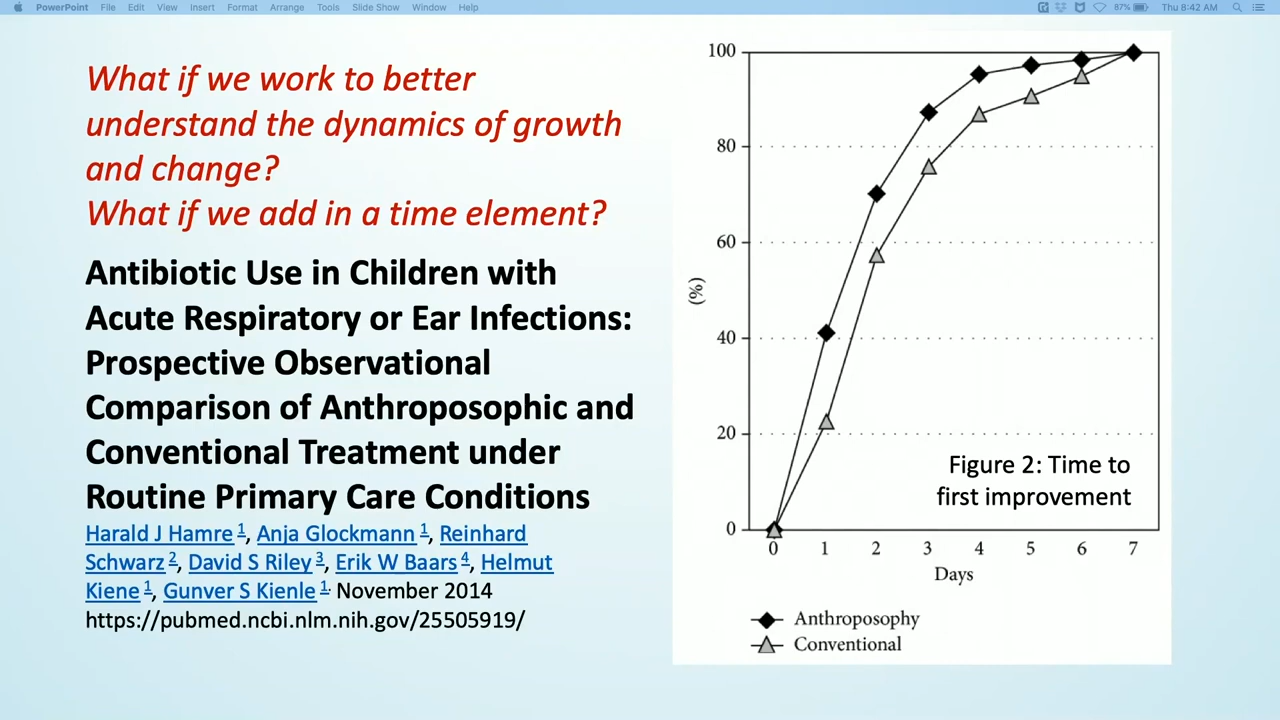 PowerPoint File Edit View Insert Format Arrange Tools Slide Show Window Help 87% Thu 8:42 AM
What if we work to better
understand the dynamics of growth
and change?
What if we add in a time element?
Antibiotic Use in Children with
Acute Respiratory or Ear Infections:
Prospective Observational
Comparison of Anthroposophic and
Conventional Treatment under
Routine Primary Care Conditions
Harald J Hamre 1, Anja Glockmann 1, Reinhard
Schwarz 2, David S Riley 3, Erik W Baars 4, Helmut
Kiene 1, Gunver S Kienle 1. November 2014
https://pubmed.ncbi.nlm.nih.gov/25505919/
100
80
60
40
20
0
(%)
Figure 2: Time to
first improvement
0 1 2 3 4 5 6 7
Days
Anthroposophy
Conventional